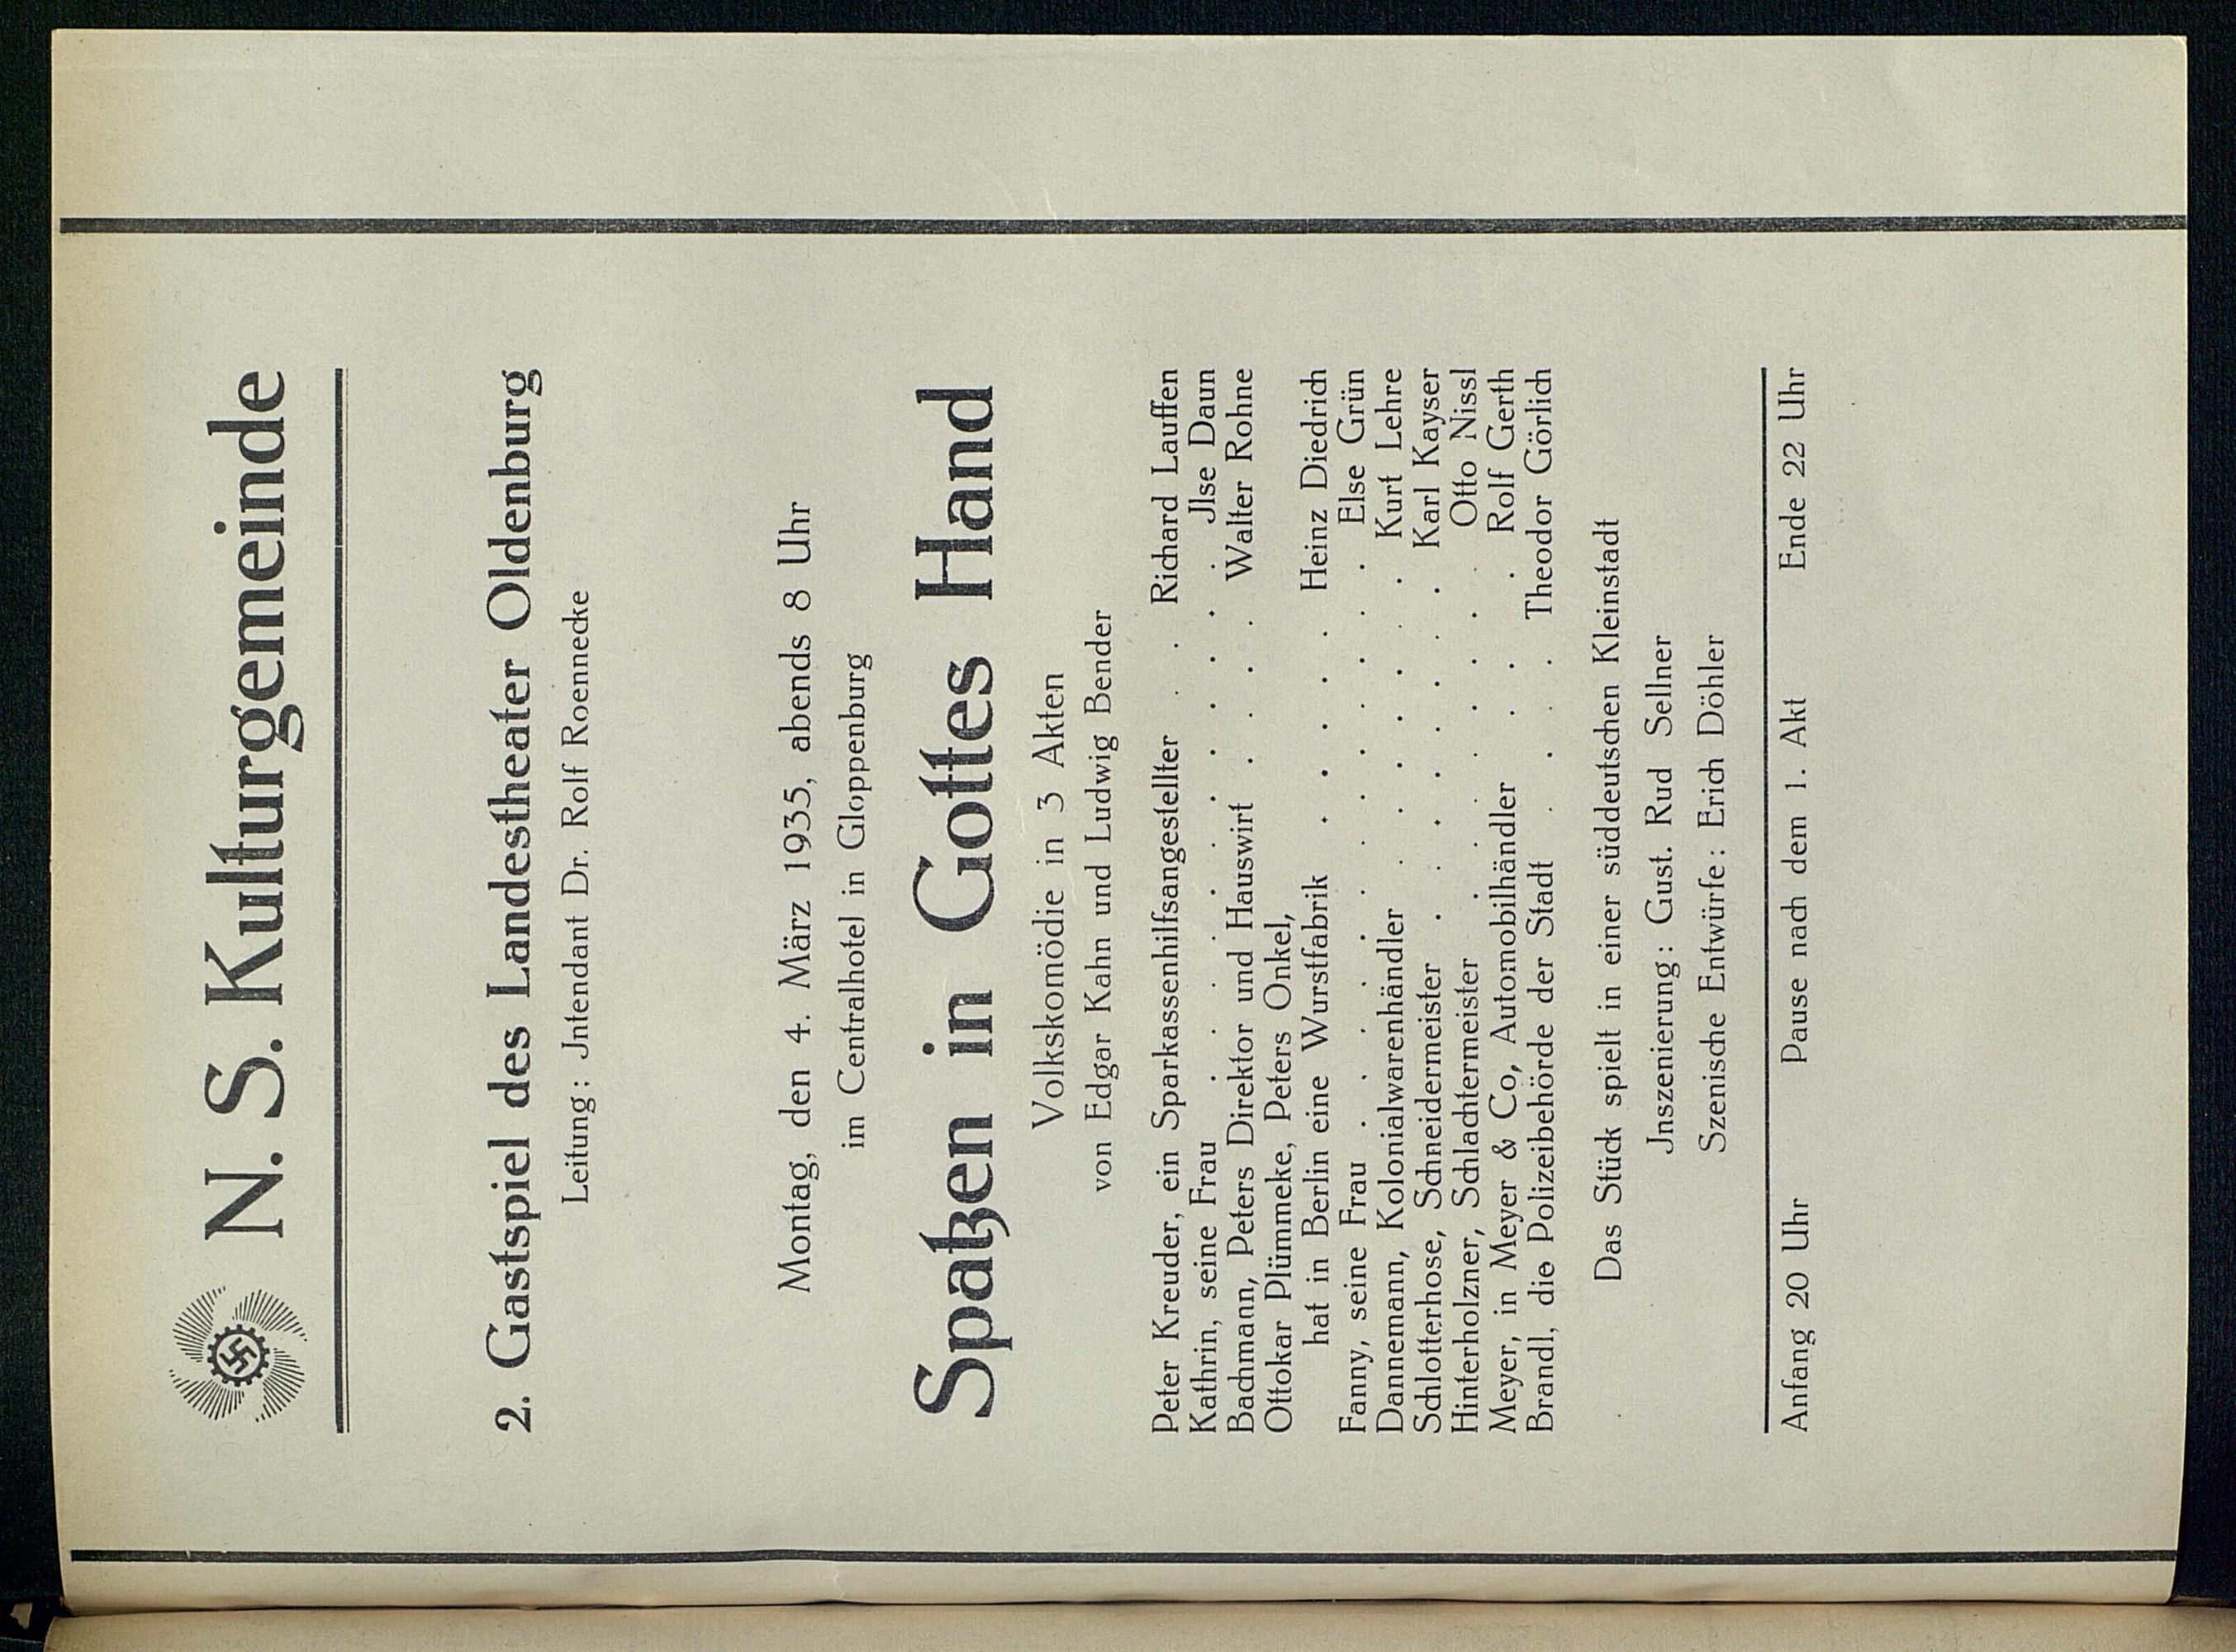 N. S. Kulturgemeinde
2. Gastspiel des Landestheater Oldenburg
Leitung: Jntendant Dr. Rolf Roennecke
Montag, den 4. März 1935, abends 8 Uhr
im Centralhotel in Gloppenburg
Spatzen in Gottes Hand
Volkskomödie in 3 Akten
von Edgar Kahn und Ludwig Bender
Peter Kreuder, ein Sparkassenhilfsangestellter . . Richard Lauffen
Kathrin, seine Frau . . . . . . . . . . . . Jlse Daun
Bachmann, Peters Direktor und Hauswirt . . . . Walter Rohne
Ottokar Plümmeke, Peters Onkel,
hat in Berlin eine Wurstfabrik . . . . . Heinz Diedrich
Fanny, seine Frau . . . . . . . . . . . . . Else Grün
Dannemann, Kolonialwarenhändler . . . . . . . Kurt Lehre
Schlotterhose, Schneidermeister . . . . . . . . Karl Kayser
Hinterholzner, Schlachtermeister . . . . . . . . Otto Nissl
Meyer, in Meyer & Co, Automobilhändler . . . Rolf Gerth
Brandl, die Polizeibehörde der Stadt . . . . Theodor Görlich
Das Stück spielt in einer süddeutschen Kleinstadt
Jnszenierung: Gust. Rud Sellner
Szenische Entwürfe: Erich Döhler
Anfang 20 Uhr Pause nach dem 1. Akt Ende 22 Uhr